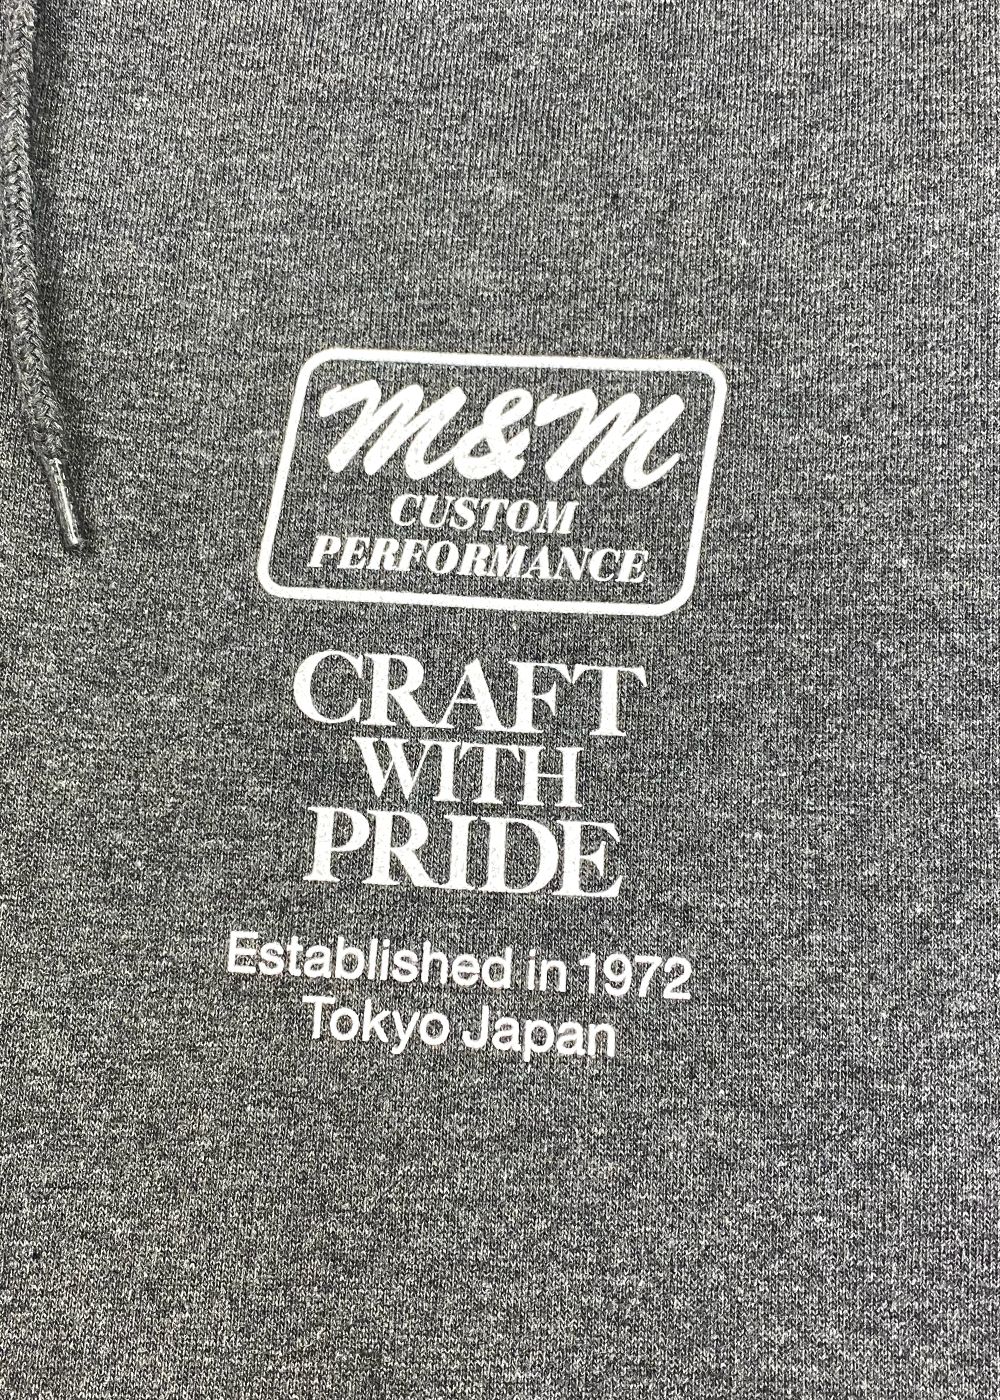 M&M
CUSTOM
PERFORMANCE
CRAFT
WITH
PRIDE
Established in 1972
Tokyo Japan